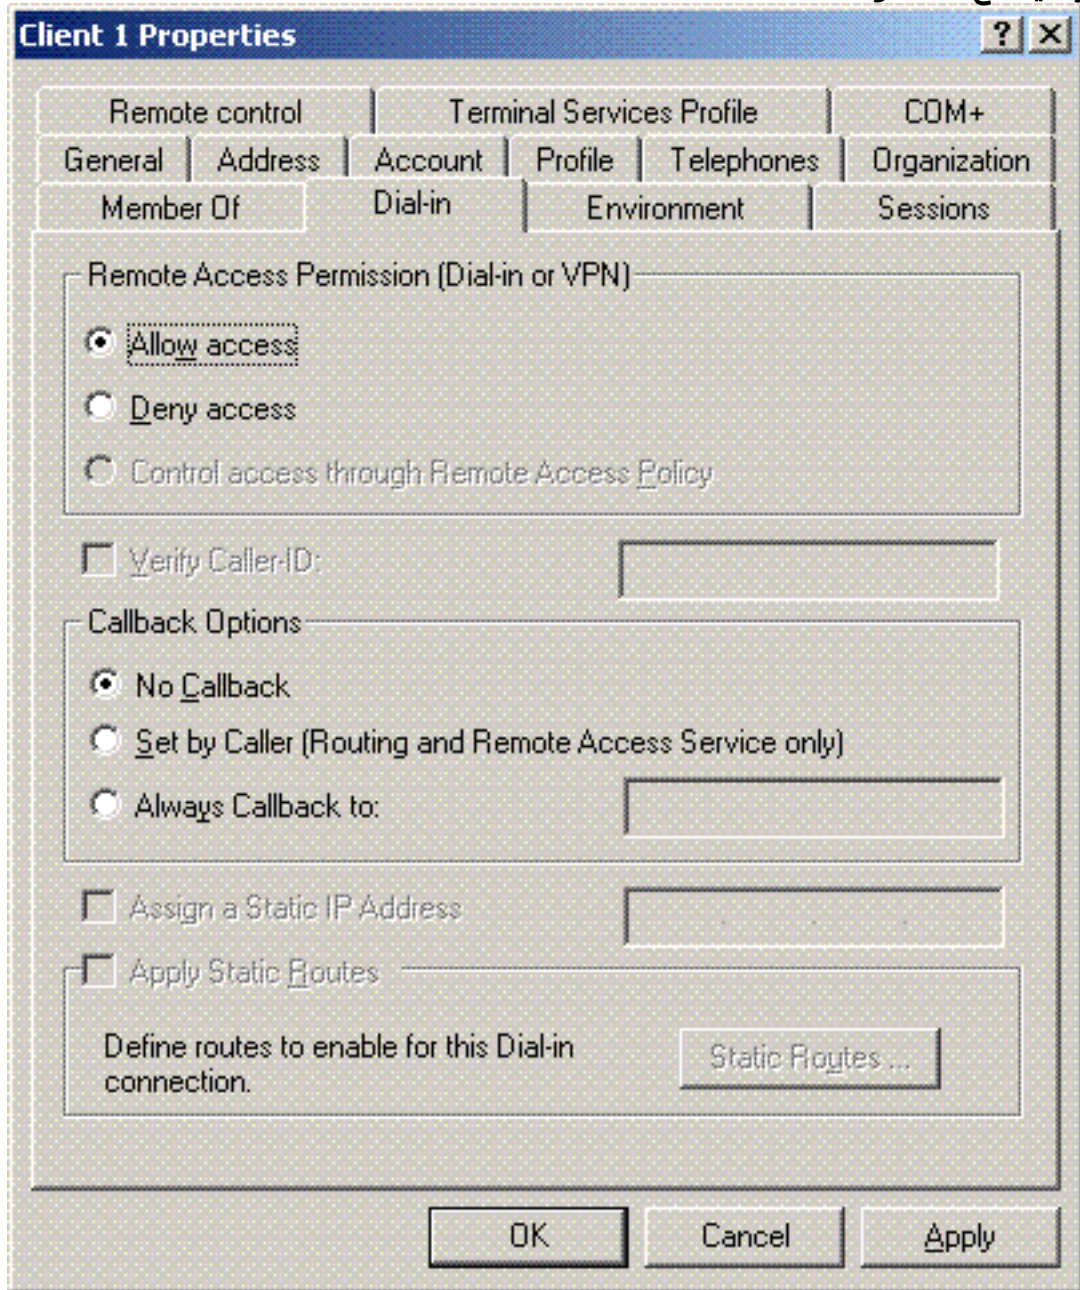 Client 1 Properties
Remote control Terminal Services Profile COM+
General Address Account Profile Telephones Organization
Member Of Dial-in Environment Sessions
Remote Access Permission (Dial-in or VPN)
Allow access
Deny access
Control access through Remote Access Policy
Verify Caller-ID:
Callback Options
No Callback
Set by Caller (Routing and Remote Access Service only)
Always Callback to:
Assign a Static IP Address
Apply Static Routes
Define routes to enable for this Dial-in
connection.
Static Routes ...
OK Cancel Apply